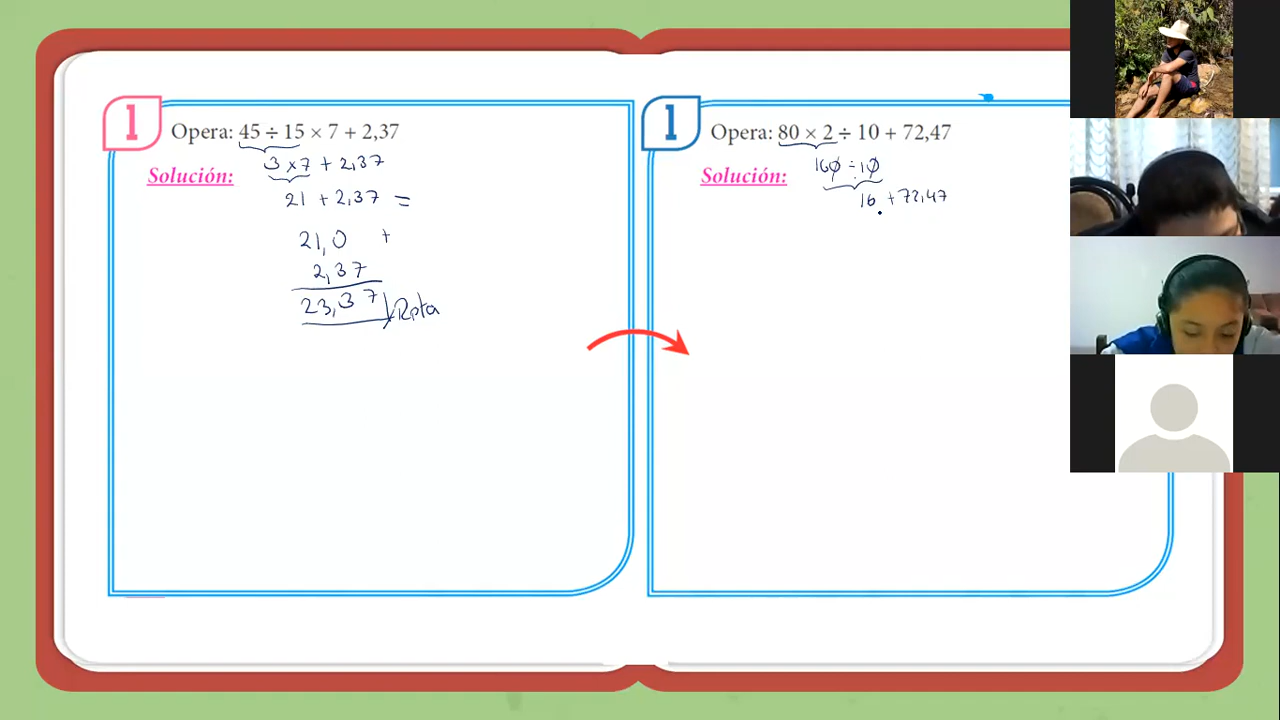 1
Opera: 45 ÷ 15 × 7 + 2,37
3 × 7 + 2,37
Solución:
21 + 2,37 =
21,0 +
2,37
23,37 Rpta
1
Opera: 80 × 2 ÷ 10 + 72,47
160 ÷ 10
Solución:
16 + 72,47